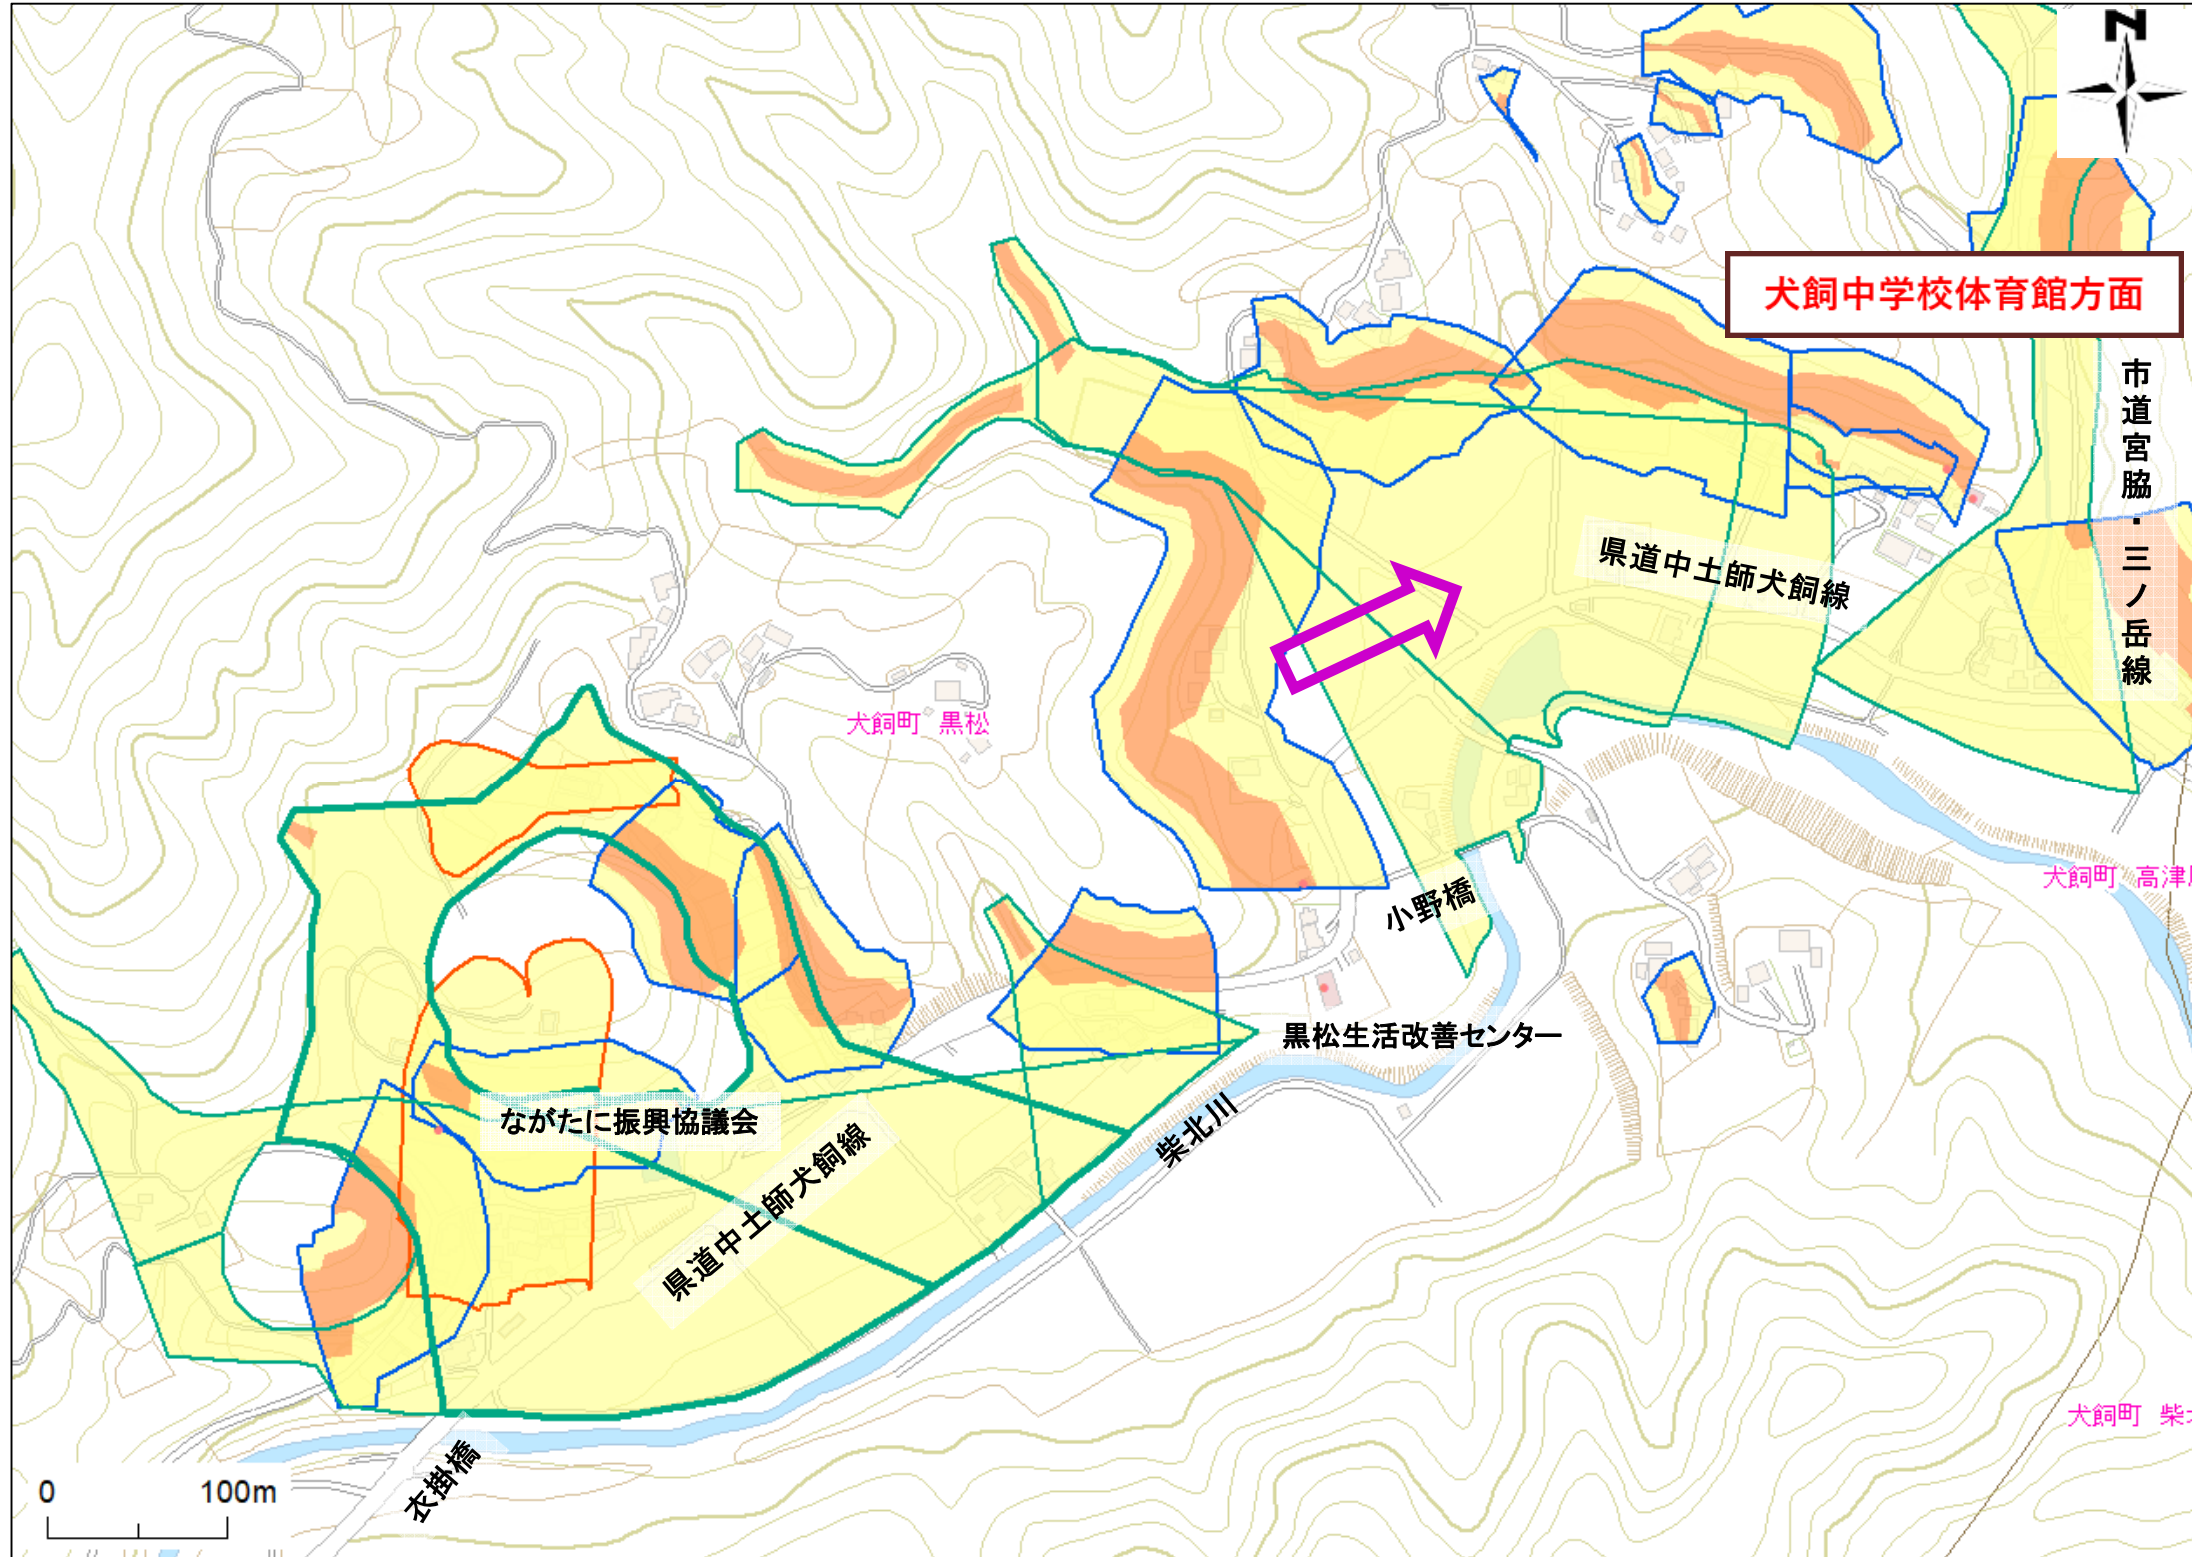 N
犬飼中学校体育館方面
市道宮脇・三ノ岳線
県道中土師犬飼線
犬飼町 黒松
犬飼町 高津
小野橋
黒松生活改善センター
ながたに振興協議会
柴北川
県道中土師犬飼線
犬飼町 柴
衣掛橋
0 100m